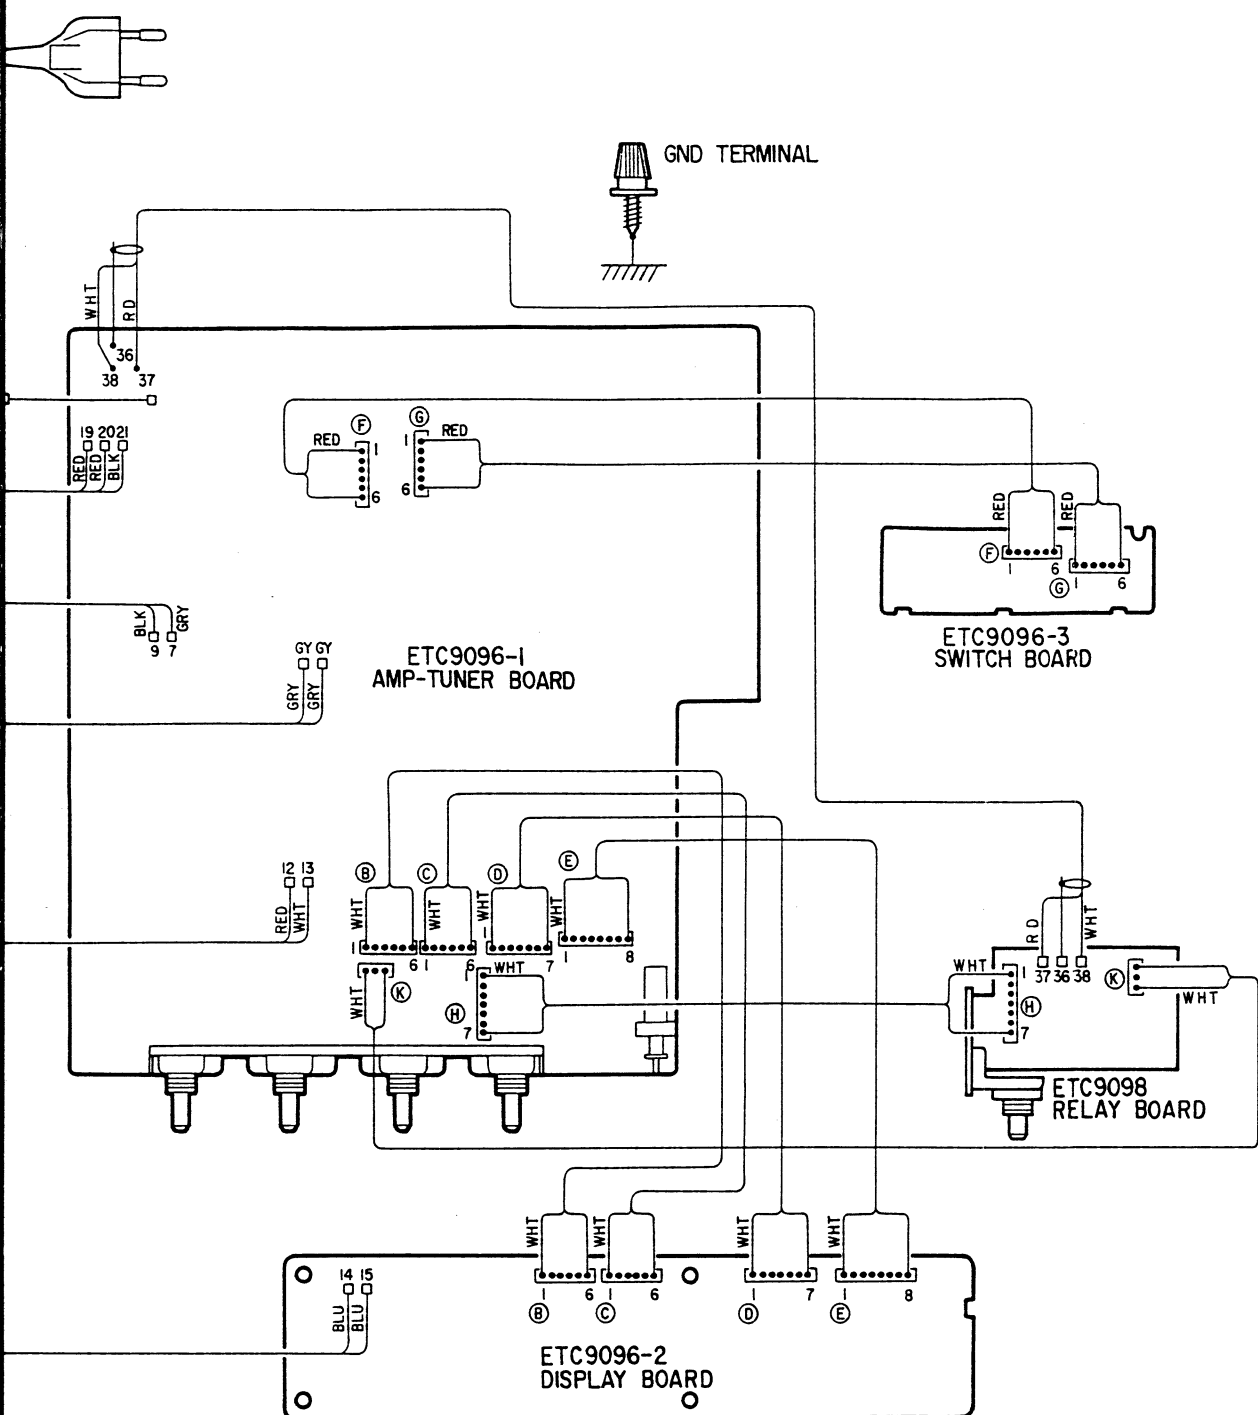 GND TERMINAL
WHT
RD
36
38 37
19 20 21
RED
RED
BLK
F
RED
1
6
G
1
RED
6
RED
RED
F
1
6
G
1
6
ETC9096-3
SWITCH BOARD
BLK
GRY
9 7
GY GY
GRY
GRY
ETC9096-1
AMP-TUNER BOARD
12 13
RED
WHT
B
WHT
1
6
C
WHT
1
6
D
WHT
1
7
E
WHT
1
8
WHT
K
1
WHT
H
7
RD
WHT
37 36 38
WHT
1
H
7
K
WHT
ETC9098
RELAY BOARD
WHT
1
6
B
WHT
1
6
C
WHT
1
7
D
WHT
1
8
E
14 15
BLU
BLU
ETC9096-2
DISPLAY BOARD